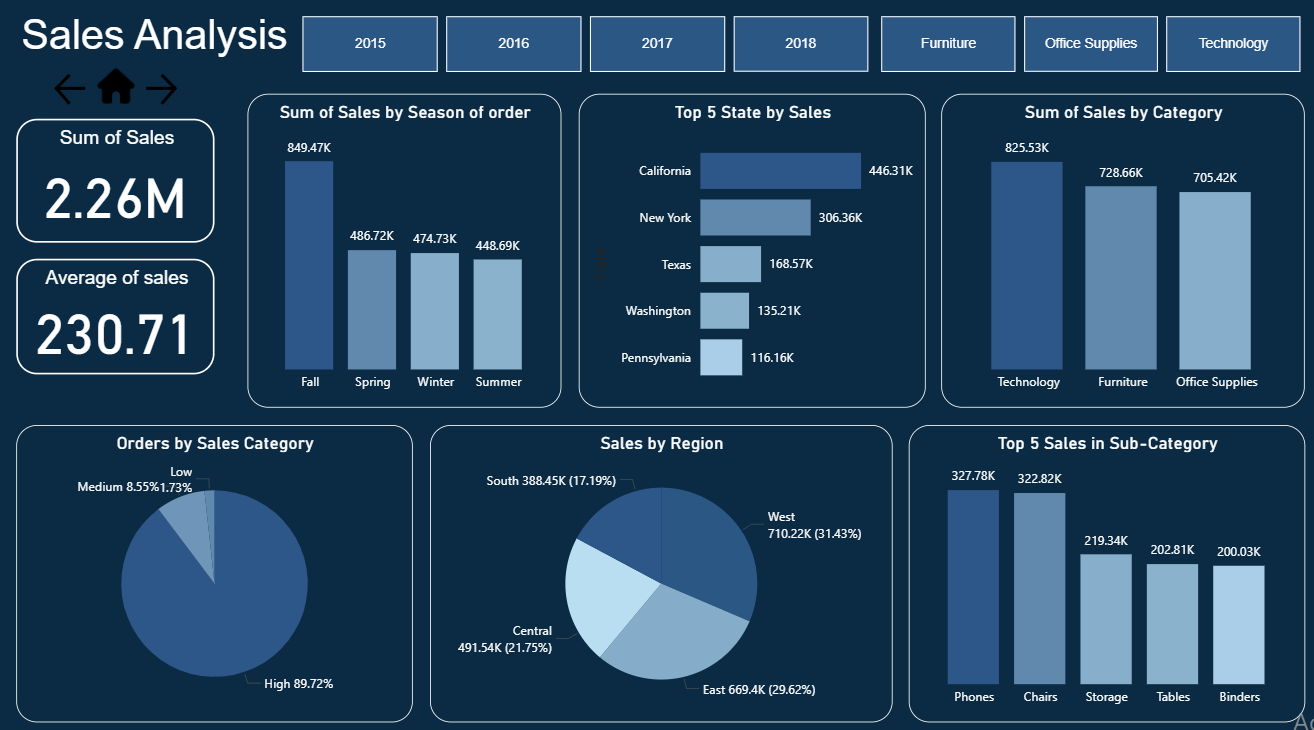 Sales Analysis
2015
2016
2017
2018
Furniture
Office Supplies
Technology
Sum of Sales
2.26M
Average of sales
230.71
Sum of Sales by Season of order
849.47K
486.72K
474.73K
448.69K
Fall
Spring
Winter
Summer
Top 5 State by Sales
California
446.31K
New York
306.36K
Texas
168.57K
Washington
135.21K
Pennsylvania
116.16K
Sum of Sales by Category
825.53K
728.66K
705.42K
Technology
Furniture
Office Supplies
Orders by Sales Category
Low
1.73%
Medium 8.55%
High 89.72%
Sales by Region
South 388.45K (17.19%)
West
710.22K (31.43%)
Central
491.54K (21.75%)
East 669.4K (29.62%)
Top 5 Sales in Sub-Category
327.78K
322.82K
219.34K
202.81K
200.03K
Phones
Chairs
Storage
Tables
Binders